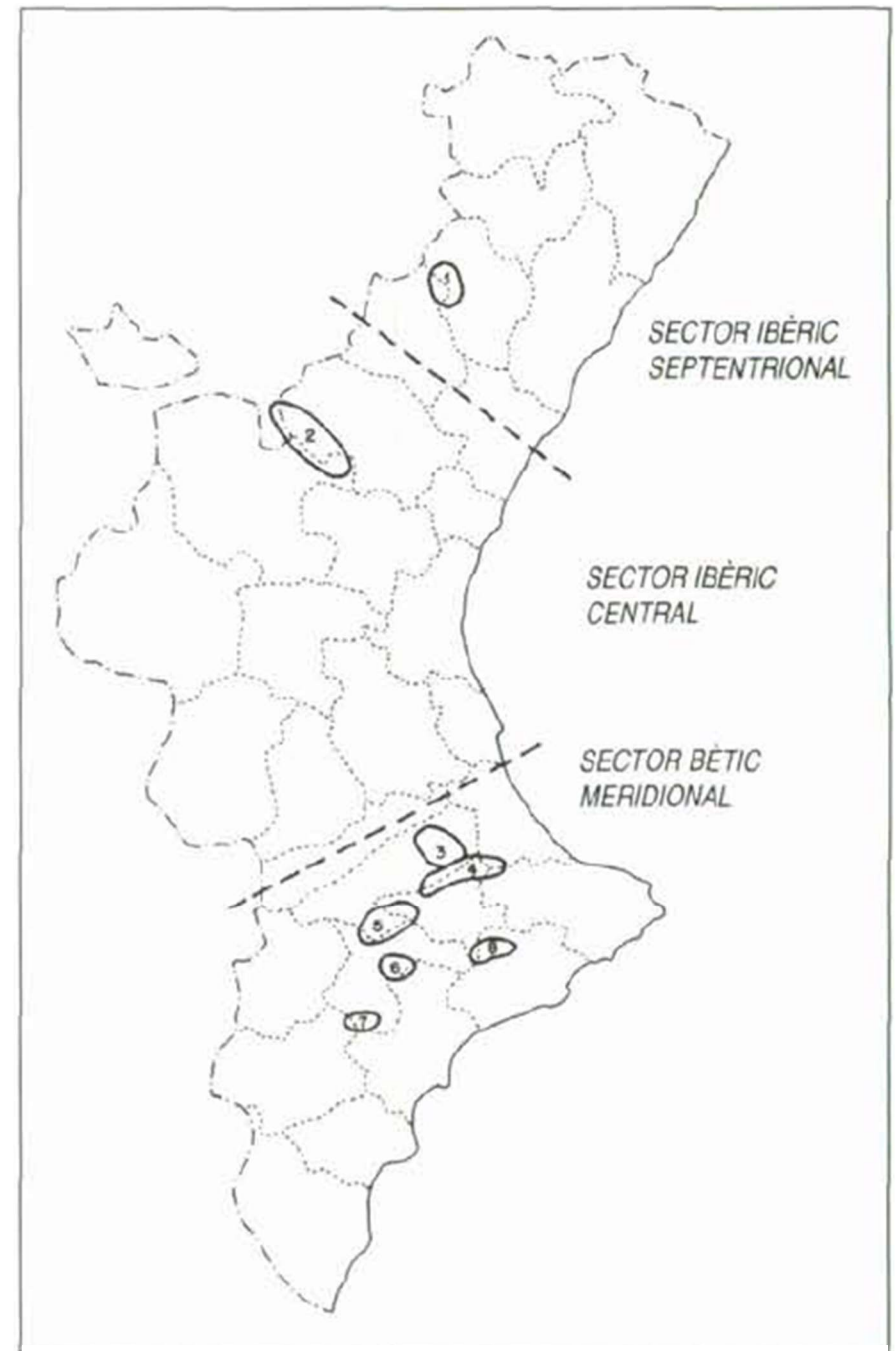 1
SECTOR IBÈRIC
SEPTENTRIONAL
2
SECTOR IBÈRIC
CENTRAL
SECTOR BÈTIC
MERIDIONAL
3
4
5
8
6
7